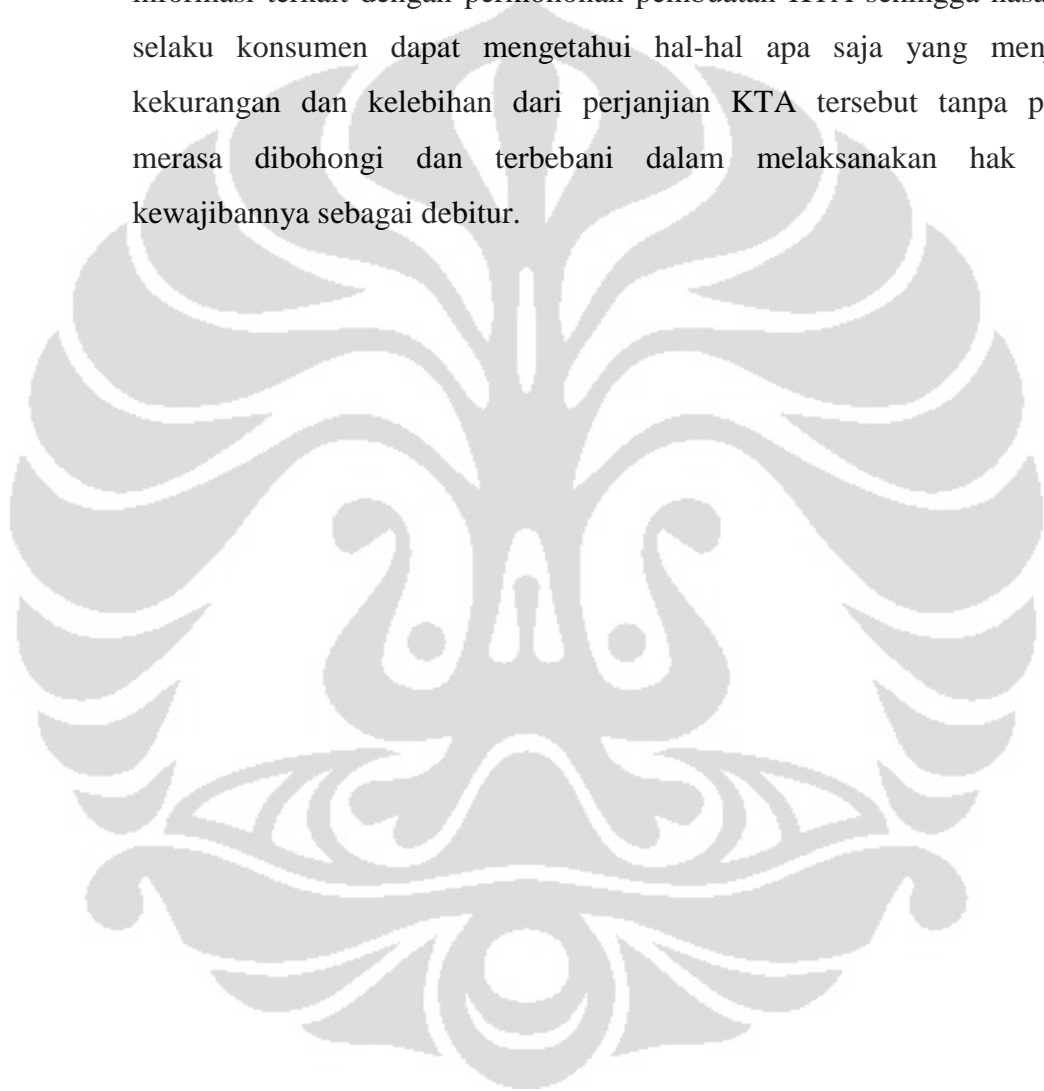 informasi terkait dengan permohonan pembuatan KTA sehingga
selaku konsumen dapat mengetahui hal-hal apa saja yang
kekurangan dan kelebihan dari perjanjian KTA tersebut tanpa
merasa dibohongi dan terbebani dalam melaksanakan hak
kewajibannya sebagai debitur.